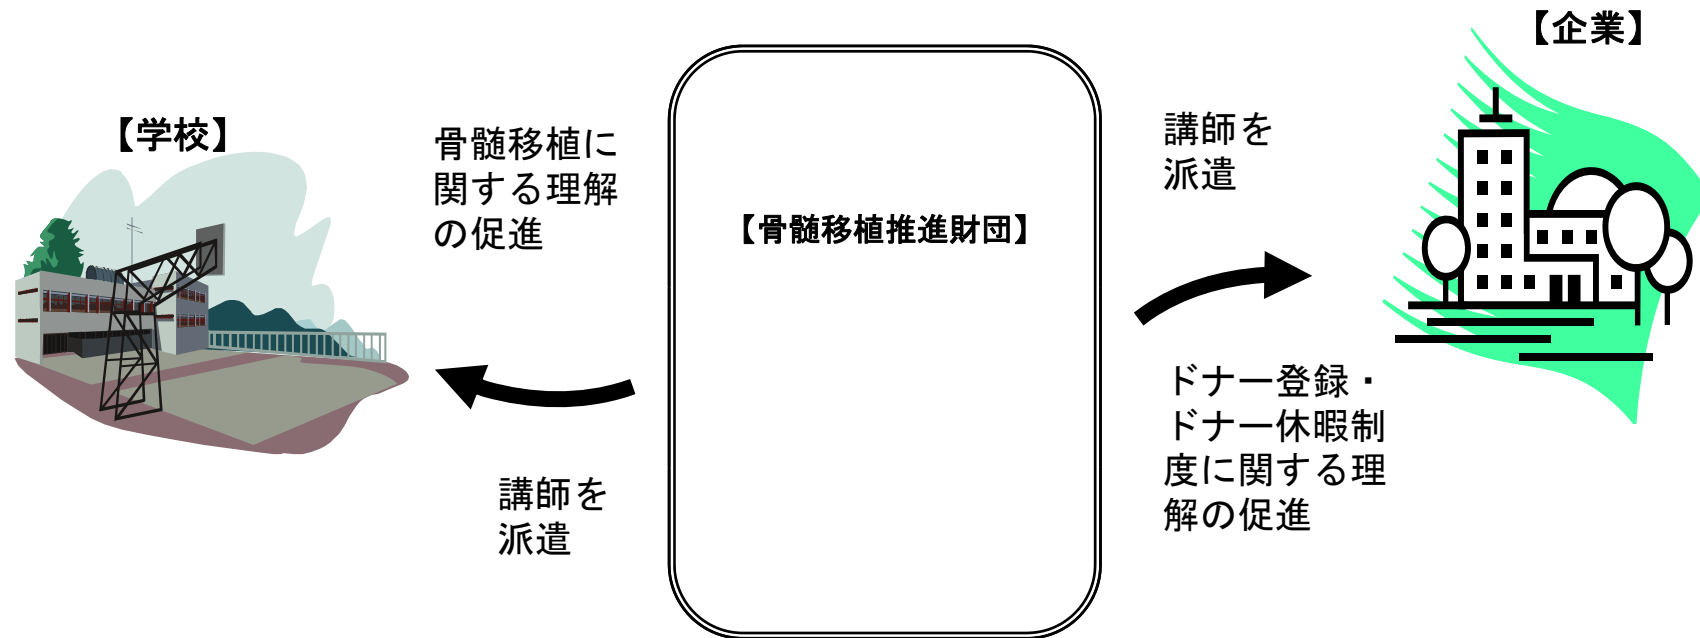 【学校】
骨髄移植に
関する理解
の促進
講師を
派遣
【骨髄移植推進財団】
【企業】
講師を
派遣
ドナー登録・
ドナー休暇制
度に関する理
解の促進